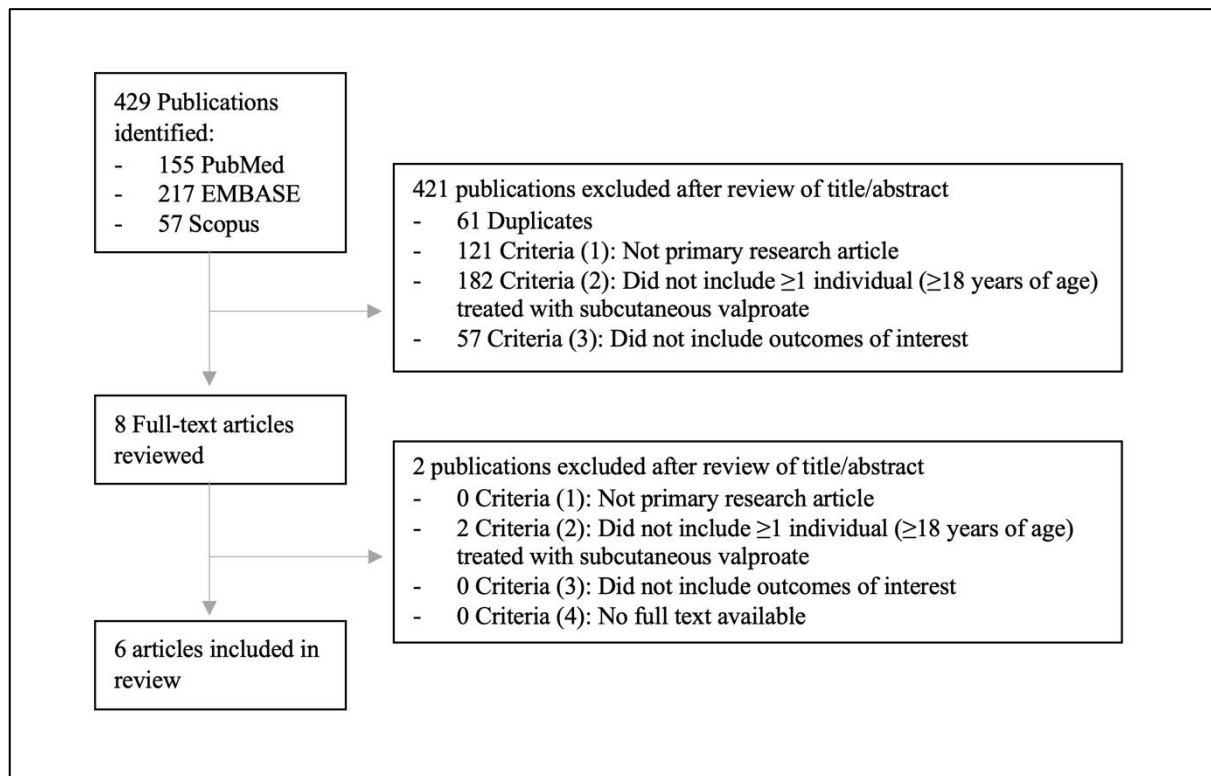 429 Publications
identified:
- 155 PubMed
- 217 EMBASE
- 57 Scopus
421 publications excluded after review of title/abstract
- 61 Duplicates
- 121 Criteria (1): Not primary research article
- 182 Criteria (2): Did not include ≥1 individual (≥18 years of age)
treated with subcutaneous valproate
- 57 Criteria (3): Did not include outcomes of interest
8 Full-text articles
reviewed
2 publications excluded after review of title/abstract
- 0 Criteria (1): Not primary research article
- 2 Criteria (2): Did not include ≥1 individual (≥18 years of age)
treated with subcutaneous valproate
- 0 Criteria (3): Did not include outcomes of interest
- 0 Criteria (4): No full text available
6 articles included in
review